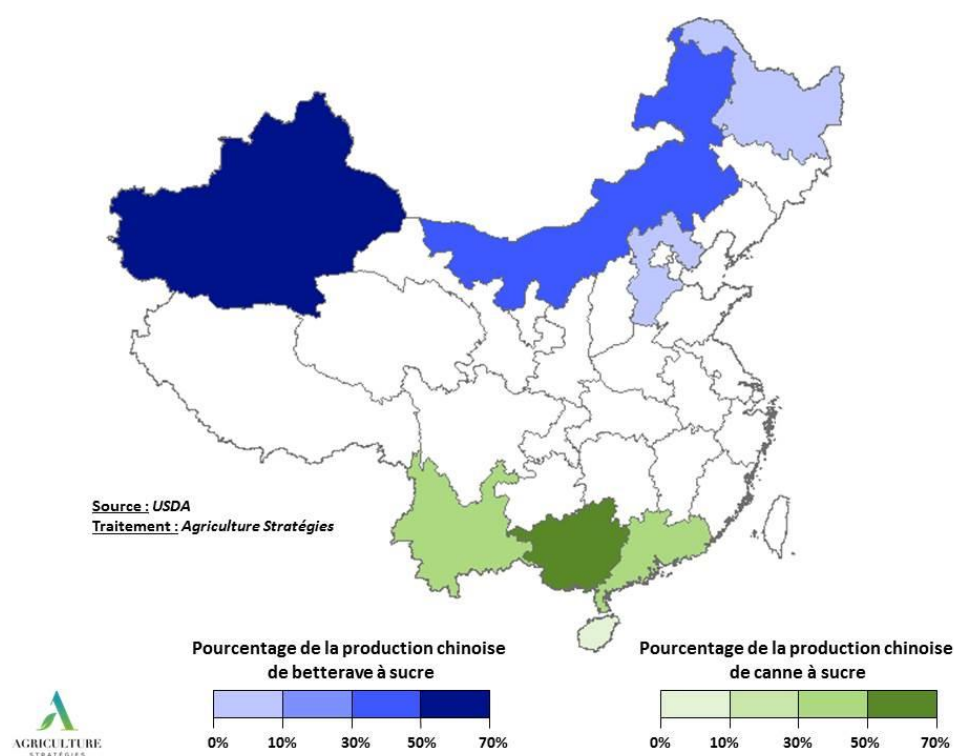 Source : USDA
Traitement : Agriculture Stratégies
Pourcentage de la production chinoise
de betterave à sucre
0% 10% 30% 50% 70%
Pourcentage de la production chinoise
de canne à sucre
0% 10% 30% 50% 70%
AGRICULTURE
STRATÉGIES